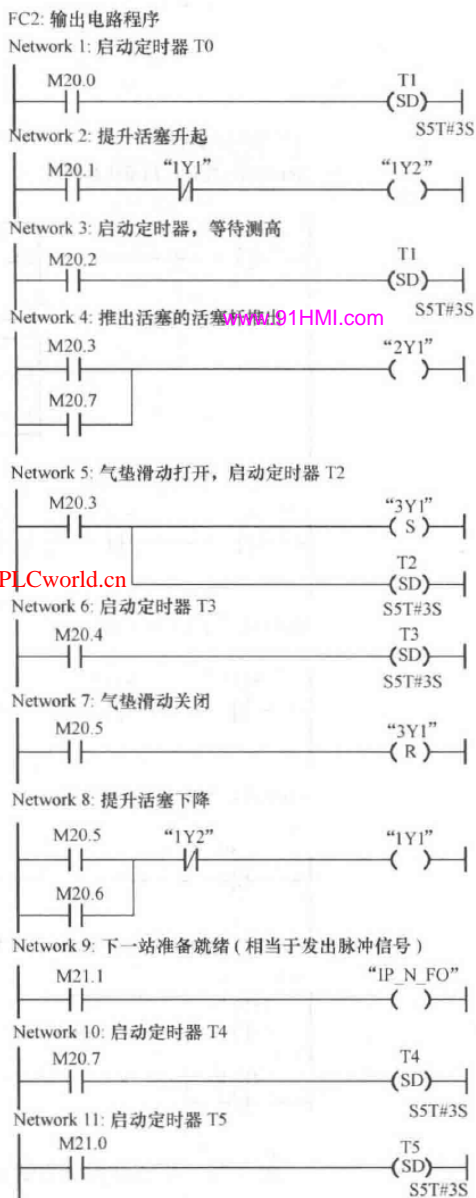 FC2: 输出电路程序
Network 1: 启动定时器 T0
M20.0 T1
(SD)
S5T#3S
Network 2: 提升活塞升起
M20.1 “1Y1” “1Y2”
Network 3: 启动定时器，等待测高
M20.2 T1
(SD)
S5T#3S
Network 4: 推出活塞的活塞
www.91HMI.com
M20.3 “2Y1”
M20.7
Network 5: 气垫滑动打开，启动定时器 T2
M20.3 “3Y1”
( S )
T2
PLCworld.cn
(SD)
S5T#3S
Network 6: 启动定时器 T3
M20.4 T3
(SD)
S5T#3S
Network 7: 气垫滑动关闭
M20.5 “3Y1”
( R )
Network 8: 提升活塞下降
M20.5 “1Y2” “1Y1”
M20.6
Network 9: 下一站准备就绪 ( 相当于发出脉冲信号 )
M21.1 “IP_N_FO”
Network 10: 启动定时器 T4
M20.7 T4
(SD)
S5T#3S
Network 11: 启动定时器 T5
M21.0 T5
(SD)
S5T#3S